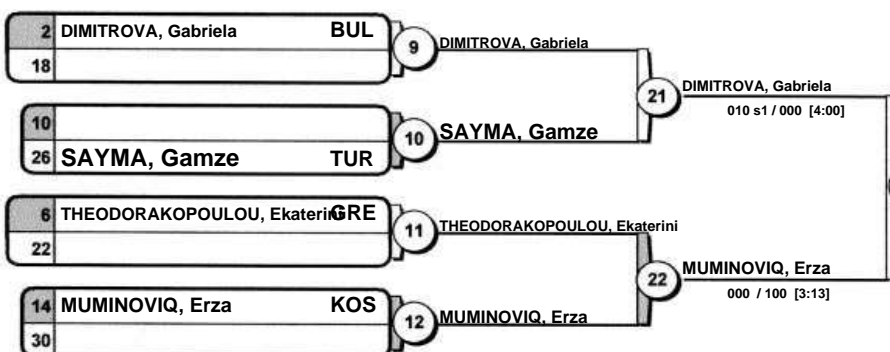 2 DIMITROVA, Gabriela BUL
18
9
DIMITROVA, Gabriela
10
26 SAYMA, Gamze TUR
10
SAYMA, Gamze
21
DIMITROVA, Gabriela
010 s1 / 000 [4:00]
6 THEODORAKOPOULOU, Ekaterini GRE
22
11
THEODORAKOPOULOU, Ekaterini
14 MUMINOVIQ, Erza KOS
30
12
MUMINOVIQ, Erza
22
MUMINOVIQ, Erza
000 / 100 [3:13]